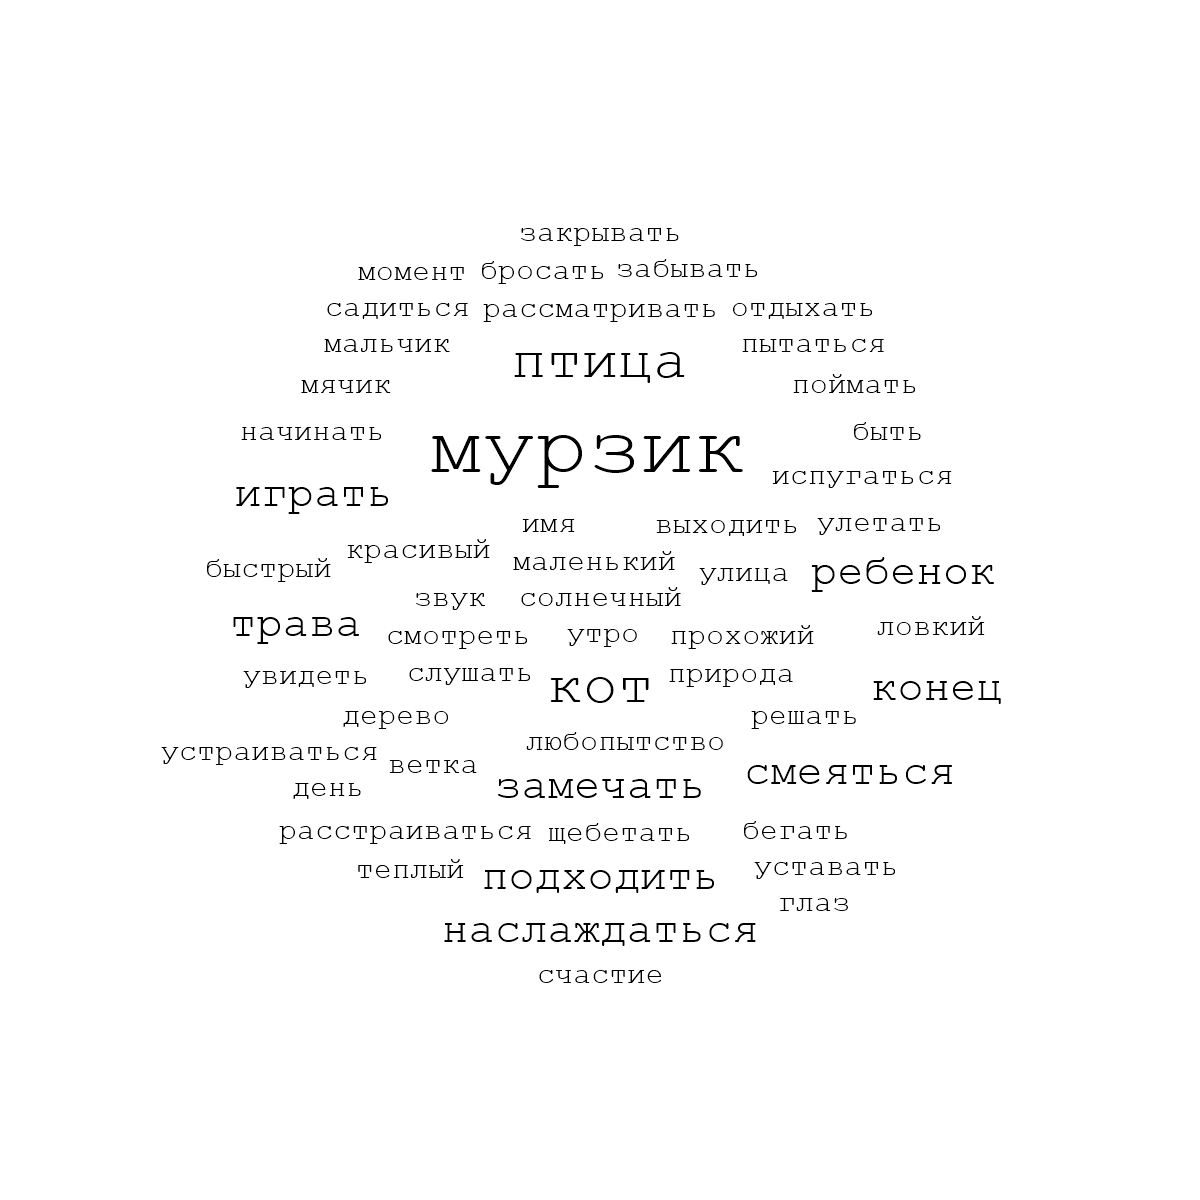 закрывать
момент бросать забывать
садиться рассматривать отдыхать
мальчик птица пытаться
мячик поймать
начинать мурзик быть
играть испугаться
имя выходить улетать
быстрый красивый маленький улица ребенок
звук солнечный
трава смотреть утро прохожий ловкий
увидеть слушать кот природа конец
дерево решать
устраиваться ветка любопытство
день замечать смеяться
расстраиваться щебетать бегать
теплый подходить уставать
глаз
наслаждаться
счастие